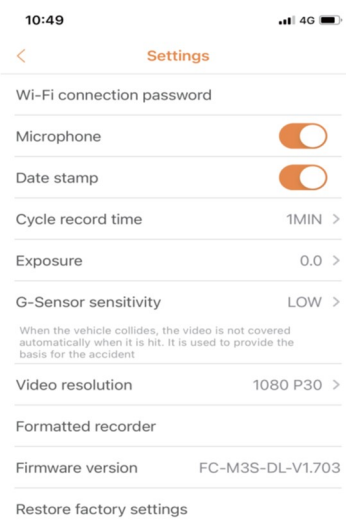 10:49 4G
Settings
Wi-Fi connection password
Microphone
Date stamp
Cycle record time 1MIN >
Exposure 0.0 >
G-Sensor sensitivity LOW >
When the vehicle collides, the video is not covered
automatically when it is hit. It is used to provide the
basis for the accident
Video resolution 1080 P30 >
Formatted recorder
Firmware version FC-M3S-DL-V1.703
Restore factory settings